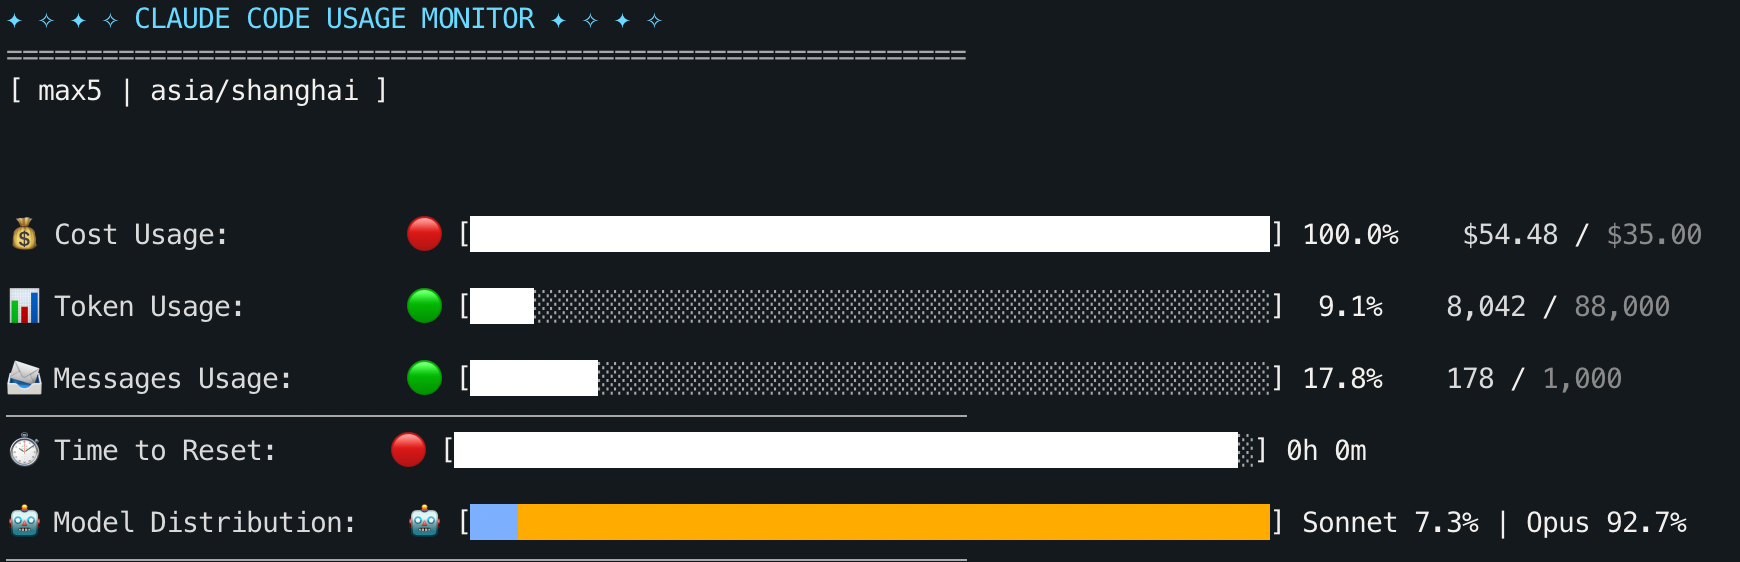 ✦ ✧ ✦ ✧ CLAUDE CODE USAGE MONITOR ✦ ✧ ✦ ✧
============================================================
[ max5 | asia/shanghai ]
💰 Cost Usage: 🔴 [██████████████████████████████████████████████████] 100.0% $54.48 / $35.00
📊 Token Usage: 🟢 [████░░░░░░░░░░░░░░░░░░░░░░░░░░░░░░░░░░░░░░░░░░░░░░] 9.1% 8,042 / 88,000
📨 Messages Usage: 🟢 [████████░░░░░░░░░░░░░░░░░░░░░░░░░░░░░░░░░░░░░░░░░░] 17.8% 178 / 1,000
────────────────────────────────────────────────────────────
⏱️ Time to Reset: 🔴 [█████████████████████████████████████████████████░] 0h 0m
🤖 Model Distribution: 🤖 [██████████████████████████████████████████████████] Sonnet 7.3% | Opus 92.7%
────────────────────────────────────────────────────────────